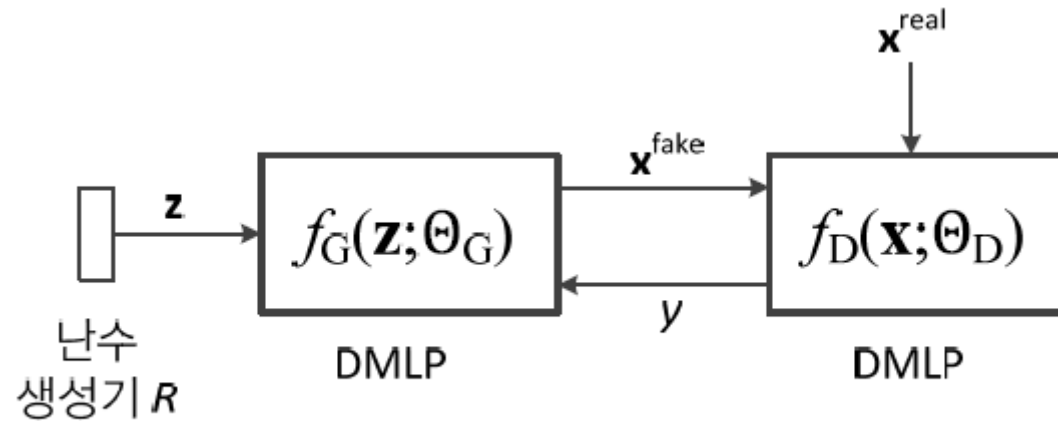 x^real
x^fake
z
f_G(z;Θ_G)
f_D(x;Θ_D)
y
난수
생성기 R
DMLP
DMLP